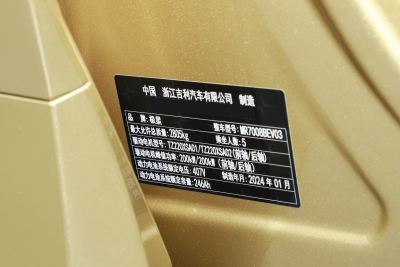 中国 浙江吉利汽车有限公司 制造
品 牌:极星 整车型号:MR7008BEV03
最大允许总质量:2805kg 乘坐人数:5
驱动电机型号:TZ220XSA01/TZ220XSA02(前轴/后轴)
驱动电机峰值功率:200kW/200kW(前轴/后轴)
动力电池系统额定电压:407V 制造年月:2024年01月
动力电池系统额定容量:246Ah